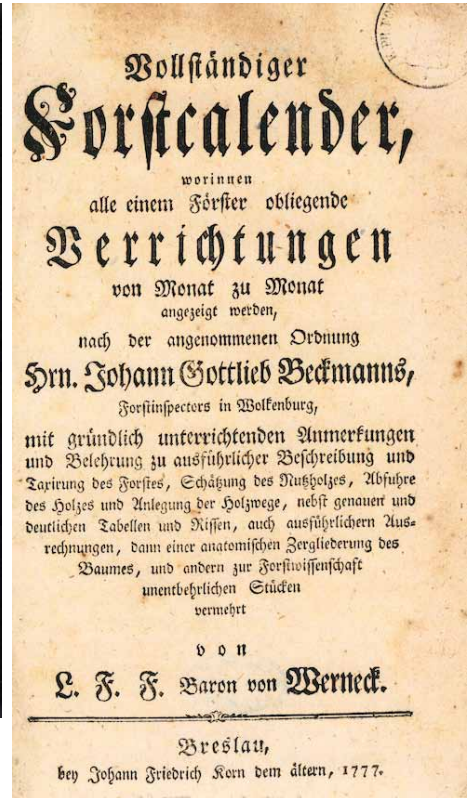 Vollständiger
Forstcalender,
worinnen
alle einem Förster obliegende
Verrichtungen
von Monat zu Monat
angezeigt werden,
nach der angenommenen Ordnung
Hrn. Johann Gottlieb Beckmanns,
Forstinspectors in Wolkenburg,
mit gründlich unterrichtenden Anmerkungen
und Belehrung zu ausführlicher Beschreibung und
Taxirung des Forstes, Schätzung des Nutzholzes, Abfuhre
des Holzes und Anlegung der Holzwege, nebst genauen und
deutlichen Tabellen und Rissen, auch ausführlichern Aus=
rechnungen, dann einer anatomischen Zergliederung des
Baumes, und andern zur Forstwissenschaft
unentbehrlichen Stücken
vermehrt
von
L. F. F. Baron von Werneck.
Breslau,
bey Johann Friedrich Korn dem ältern, 1777.